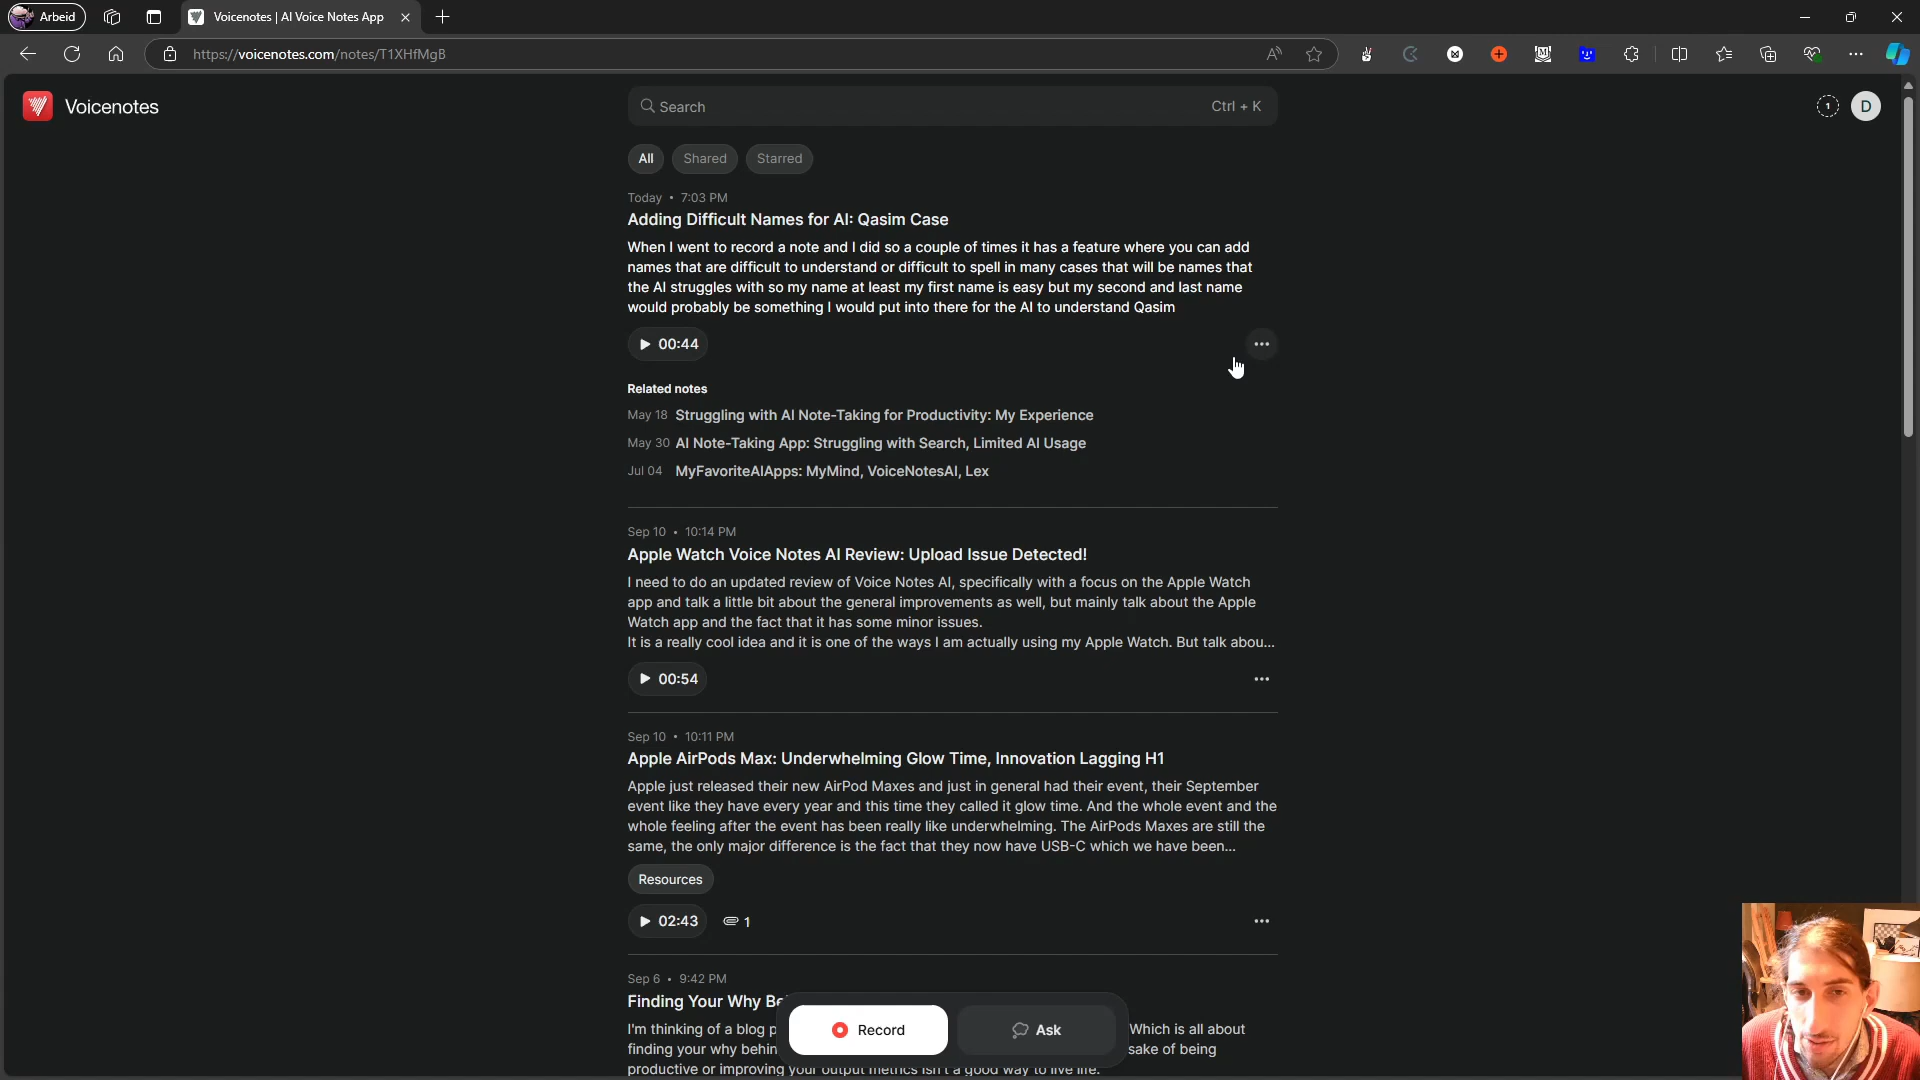 Arbeid
Voicenotes | AI Voice Notes App
https://voicenotes.com/notes/T1XHfMgB
Voicenotes
Search
Ctrl + K
1
D
All
Shared
Starred
Today • 7:03 PM
Adding Difficult Names for AI: Qasim Case
When I went to record a note and I did so a couple of times it has a feature where you can add
names that are difficult to understand or difficult to spell in many cases that will be names that
the AI struggles with so my name at least my first name is easy but my second and last name
would probably be something I would put into there for the AI to understand Qasim
00:44
Related notes
May 18 Struggling with AI Note-Taking for Productivity: My Experience
May 30 AI Note-Taking App: Struggling with Search, Limited AI Usage
Jul 04 MyFavoriteAIApps: MyMind, VoiceNotesAI, Lex
Sep 10 • 10:14 PM
Apple Watch Voice Notes AI Review: Upload Issue Detected!
I need to do an updated review of Voice Notes AI, specifically with a focus on the Apple Watch
app and talk a little bit about the general improvements as well, but mainly talk about the Apple
Watch app and the fact that it has some minor issues.
It is a really cool idea and it is one of the ways I am actually using my Apple Watch. But talk abou...
00:54
Sep 10 • 10:11 PM
Apple AirPods Max: Underwhelming Glow Time, Innovation Lagging H1
Apple just released their new AirPod Maxes and just in general had their event, their September
event like they have every year and this time they called it glow time. And the whole event and the
whole feeling after the event has been really like underwhelming. The AirPods Maxes are still the
same, the only major difference is the fact that they now have USB-C which we have been...
Resources
02:43
1
Sep 6 • 9:42 PM
Finding Your Why Be
I'm thinking of a blog p
Which is all about
finding your why behin
sake of being
productive or improving your output metrics isn't a good way to live life.
Record
Ask